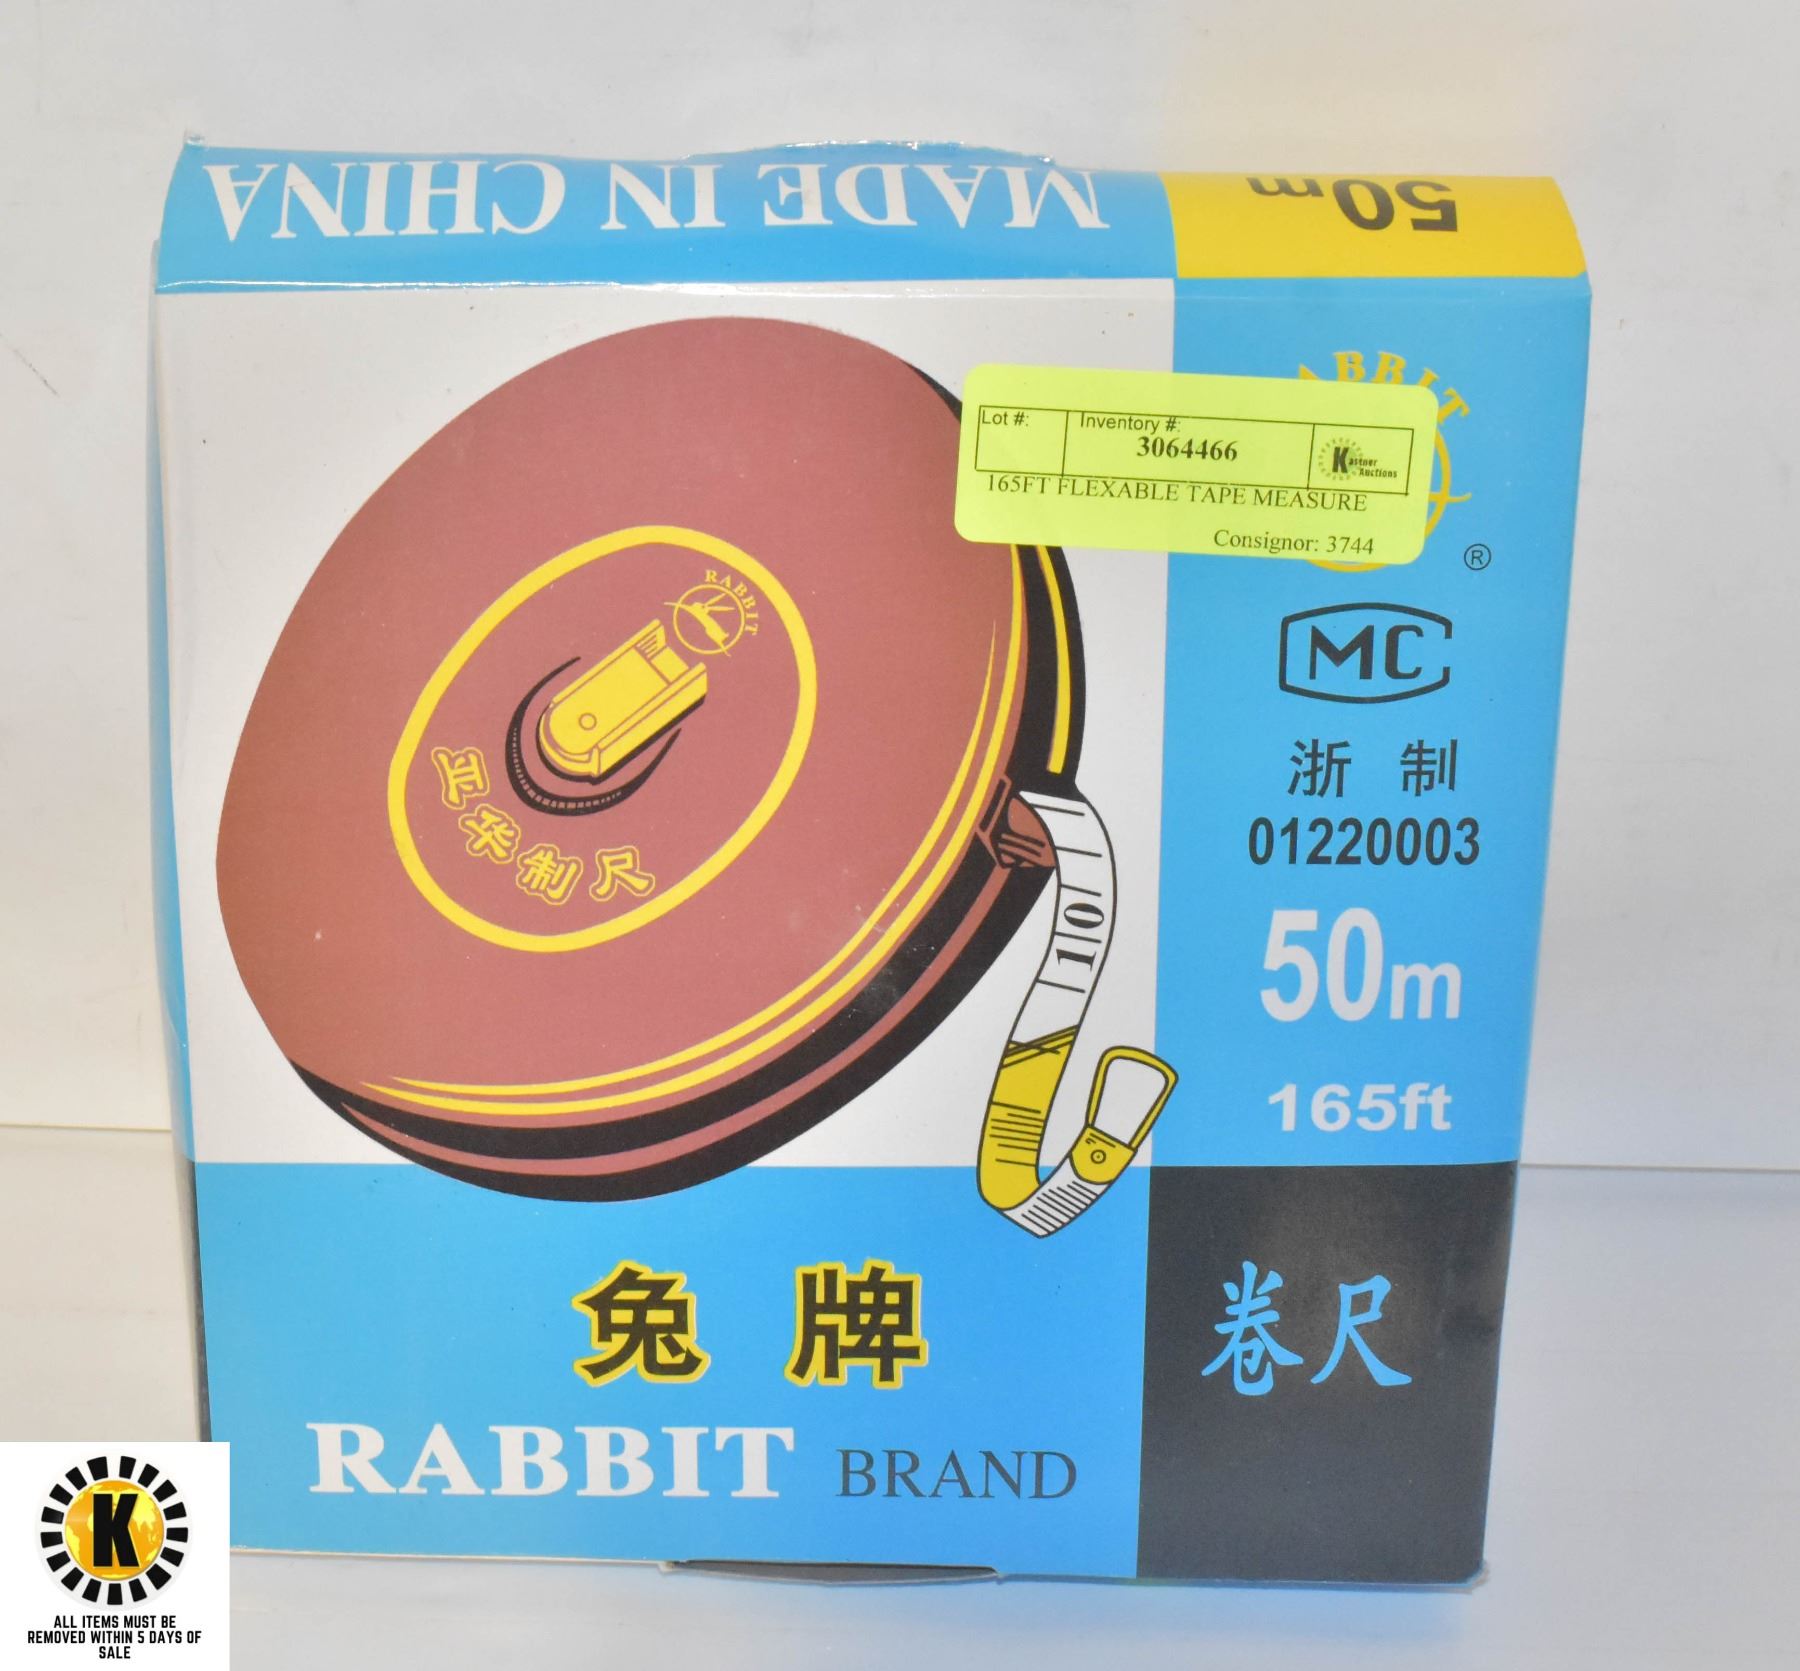 MADE IN CHINA
50m
Lot #:
Inventory #:
3064466
Kastner
Auctions
165FT FLEXABLE TAPE MEASURE
Consignor: 3744
ABBIT
®
RABBIT
亚华制尺
10
MC
浙 制
01220003
50m
165ft
兔 牌
RABBIT BRAND
卷尺
K
ALL ITEMS MUST BE
REMOVED WITHIN 5 DAYS OF
SALE